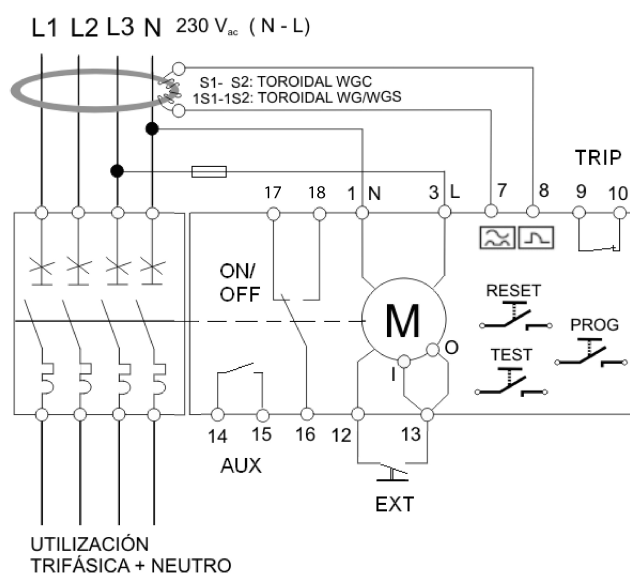 L1 L2 L3 N 230 Vac ( N - L)
S1- S2: TOROIDAL WGC
1S1-1S2: TOROIDAL WG/WGS
TRIP
17 18 1 N 3 L 7 8 9 10
ON/
OFF
M
RESET
PROG
TEST
I O
14 15 16 12 13
AUX
EXT
UTILIZACIÓN
TRIFÁSICA + NEUTRO